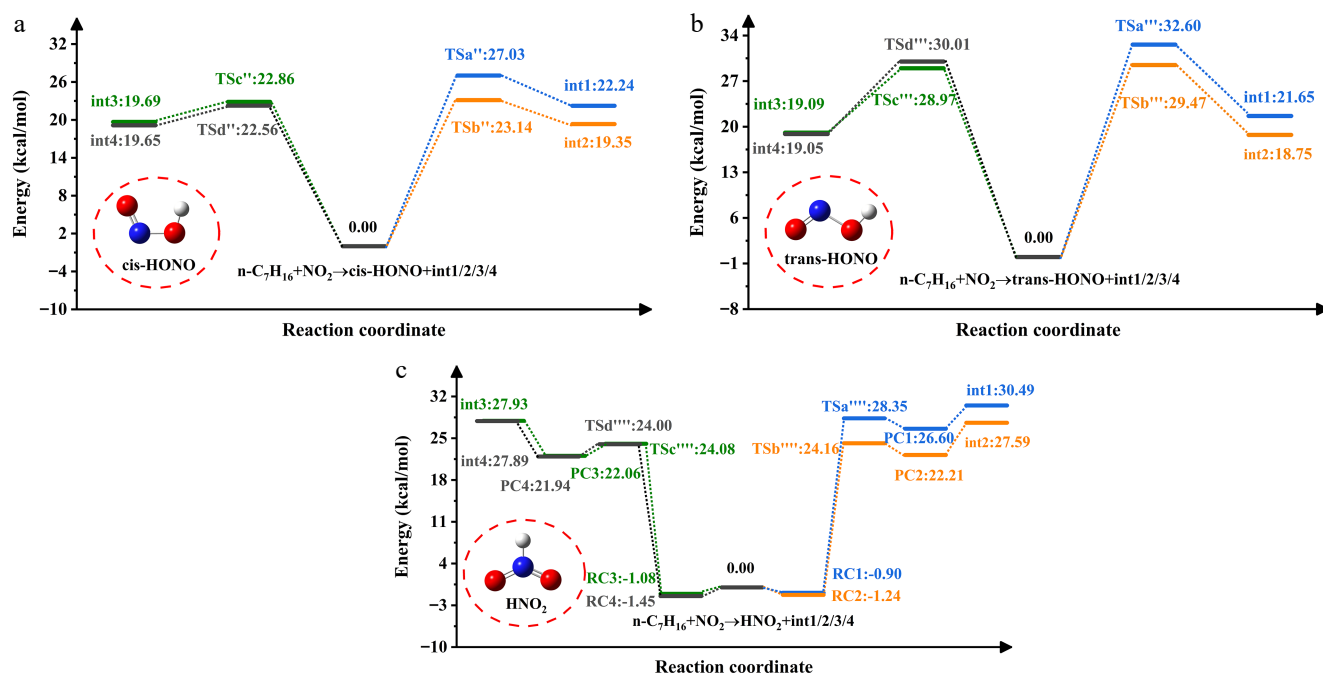 a
Energy (kcal/mol)
32
26
20
14
8
2
−4
−10
TSc'':22.86
TSa'':27.03
int3:19.69
int1:22.24
int4:19.65
TSd'':22.56
TSb'':23.14
int2:19.35
0.00
cis-HONO
n-C₇H₁₆+NO₂→cis-HONO+int1/2/3/4
Reaction coordinate
b
Energy (kcal/mol)
34
27
20
13
6
−1
−8
TSd''':30.01
TSa''':32.60
int3:19.09
TSc''':28.97
TSb''':29.47
int1:21.65
int4:19.05
int2:18.75
0.00
trans-HONO
n-C₇H₁₆+NO₂→trans-HONO+int1/2/3/4
Reaction coordinate
c
Energy (kcal/mol)
32
25
18
11
4
−3
−10
int3:27.93
TSd'''':24.00
TSa'''':28.35
int1:30.49
int4:27.89
TSc'''':24.08
TSb'''':24.16
PC1:26.60
int2:27.59
PC4:21.94
PC3:22.06
PC2:22.21
0.00
RC3:-1.08
RC1:-0.90
RC4:-1.45
RC2:-1.24
HNO₂
n-C₇H₁₆+NO₂→HNO₂+int1/2/3/4
Reaction coordinate